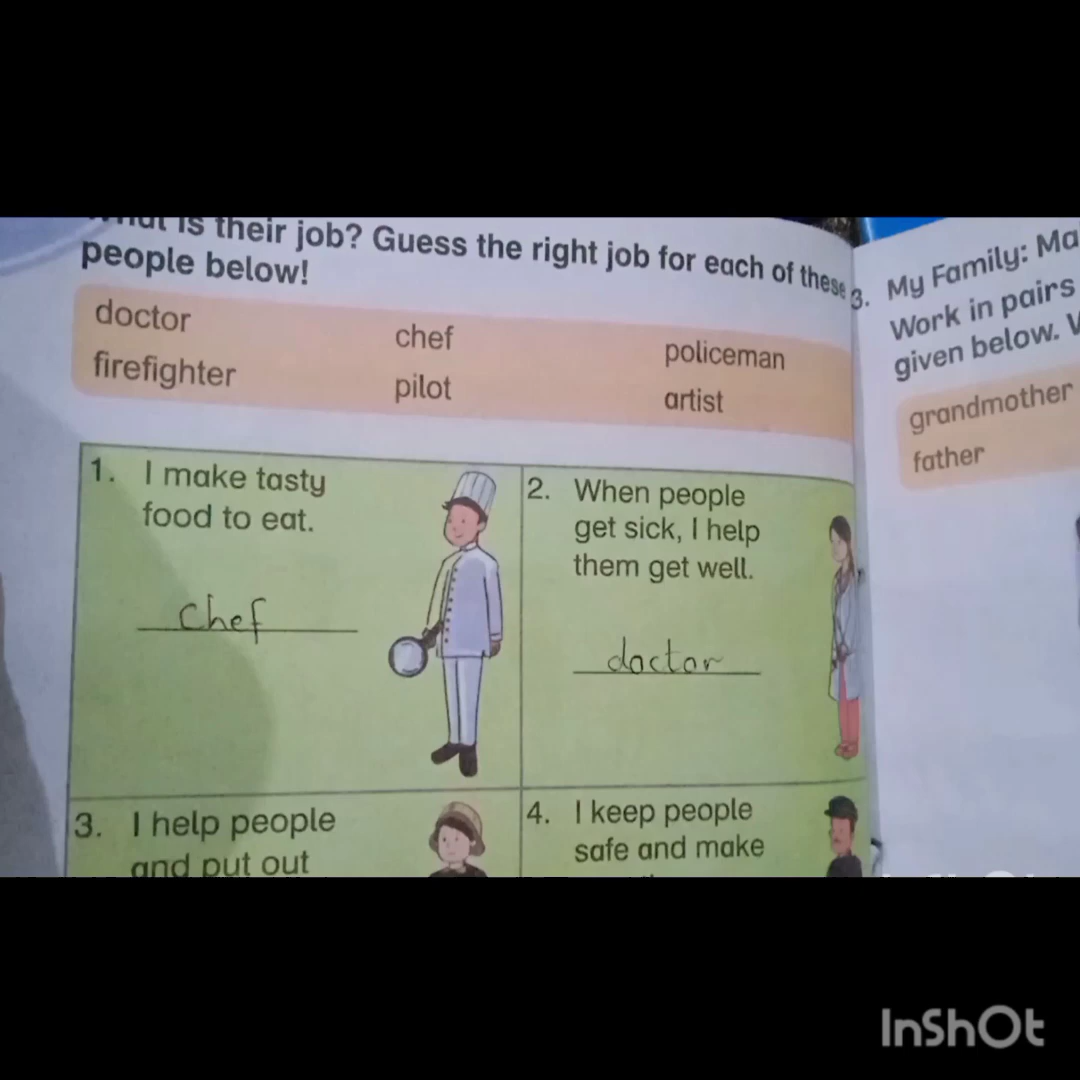 What is their job? Guess the right job for each of these
people below!
doctor chef policeman
firefighter pilot artist
1. I make tasty
food to eat.
chef
2. When people
get sick, I help
them get well.
doctor
3. I help people
and put out
4. I keep people
safe and make
3. My Family: Ma
Work in pairs
given below.
grandmother
father
InShOt